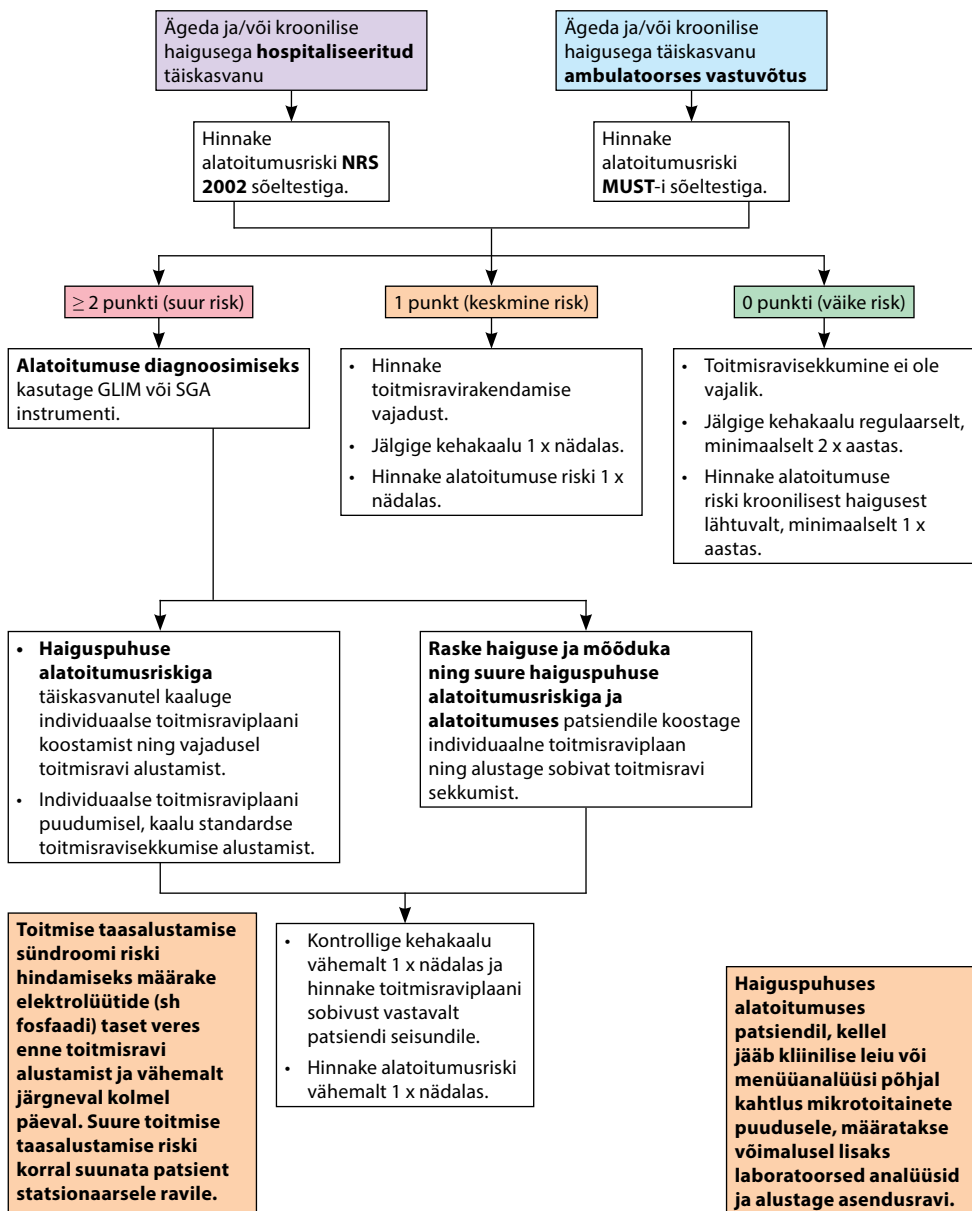 Ägeda ja/või kroonilise
haigusega hospitaliseeritud
täiskasvanu
Ägeda ja/või kroonilise
haigusega täiskasvanu
ambulatoorses vastuvõtus
Hinnake
alatoitumusriski NRS
2002 sõeltestiga.
Hinnake
alatoitumusriski
MUST-i sõeltestiga.
≥ 2 punkti (suur risk)
1 punkt (keskmine risk)
0 punkti (väike risk)
Alatoitumuse diagnoosimiseks
kasutage GLIM või SGA
instrumenti.
• Hinnake
toitmisravirakendamise
vajadust.
• Jälgige kehakaalu 1 x nädalas.
• Hinnake alatoitumuse riski 1 x
nädalas.
• Toitmisravisekkumine ei ole
vajalik.
• Jälgige kehakaalu regulaarselt,
minimaalselt 2 x aastas.
• Hinnake alatoitumuse
riski kroonilisest haigusest
lähtuvalt, minimaalselt 1 x
aastas.
• Haiguspuhuse
alatoitumusriskiga
täiskasvanutel kaaluge
individuaalse toitmisraviplaani
koostamist ning vajadusel
toitmisravi alustamist.
• Individuaalse toitmisraviplaani
puudumisel, kaalu standardse
toitmisravisekkumise alustamist.
Raske haiguse ja mõõduka
ning suure haiguspuhuse
alatoitumusriskiga ja
alatoitumuses patsiendile koostage
individuaalne toitmisraviplaan
ning alustage sobivat toitmisravi
sekkumist.
Toitmise taasalustamise
sündroomi riski
hindamiseks määrake
elektrolüütide (sh
fosfaadi) taset veres
enne toitmisravi
alustamist ja vähemalt
järgneval kolmel
päeval. Suure toitmise
taasalustamise riski
korral suunata patsient
statsionaarsele ravile.
• Kontrollige kehakaalu
vähemalt 1 x nädalas ja
hinnake toitmisraviplaani
sobivust vastavalt
patsiendi seisundile.
• Hinnake alatoitumusriski
vähemalt 1 x nädalas.
Haiguspuhuses
alatoitumuses
patsiendil, kellel
jääb kliinilise leiu või
menüüanalüüsi põhjal
kahtlus mikrotoitainete
puudusele, määratakse
võimalusel lisaks
laboratoorsed analüüsid
ja alustage asendusravi.